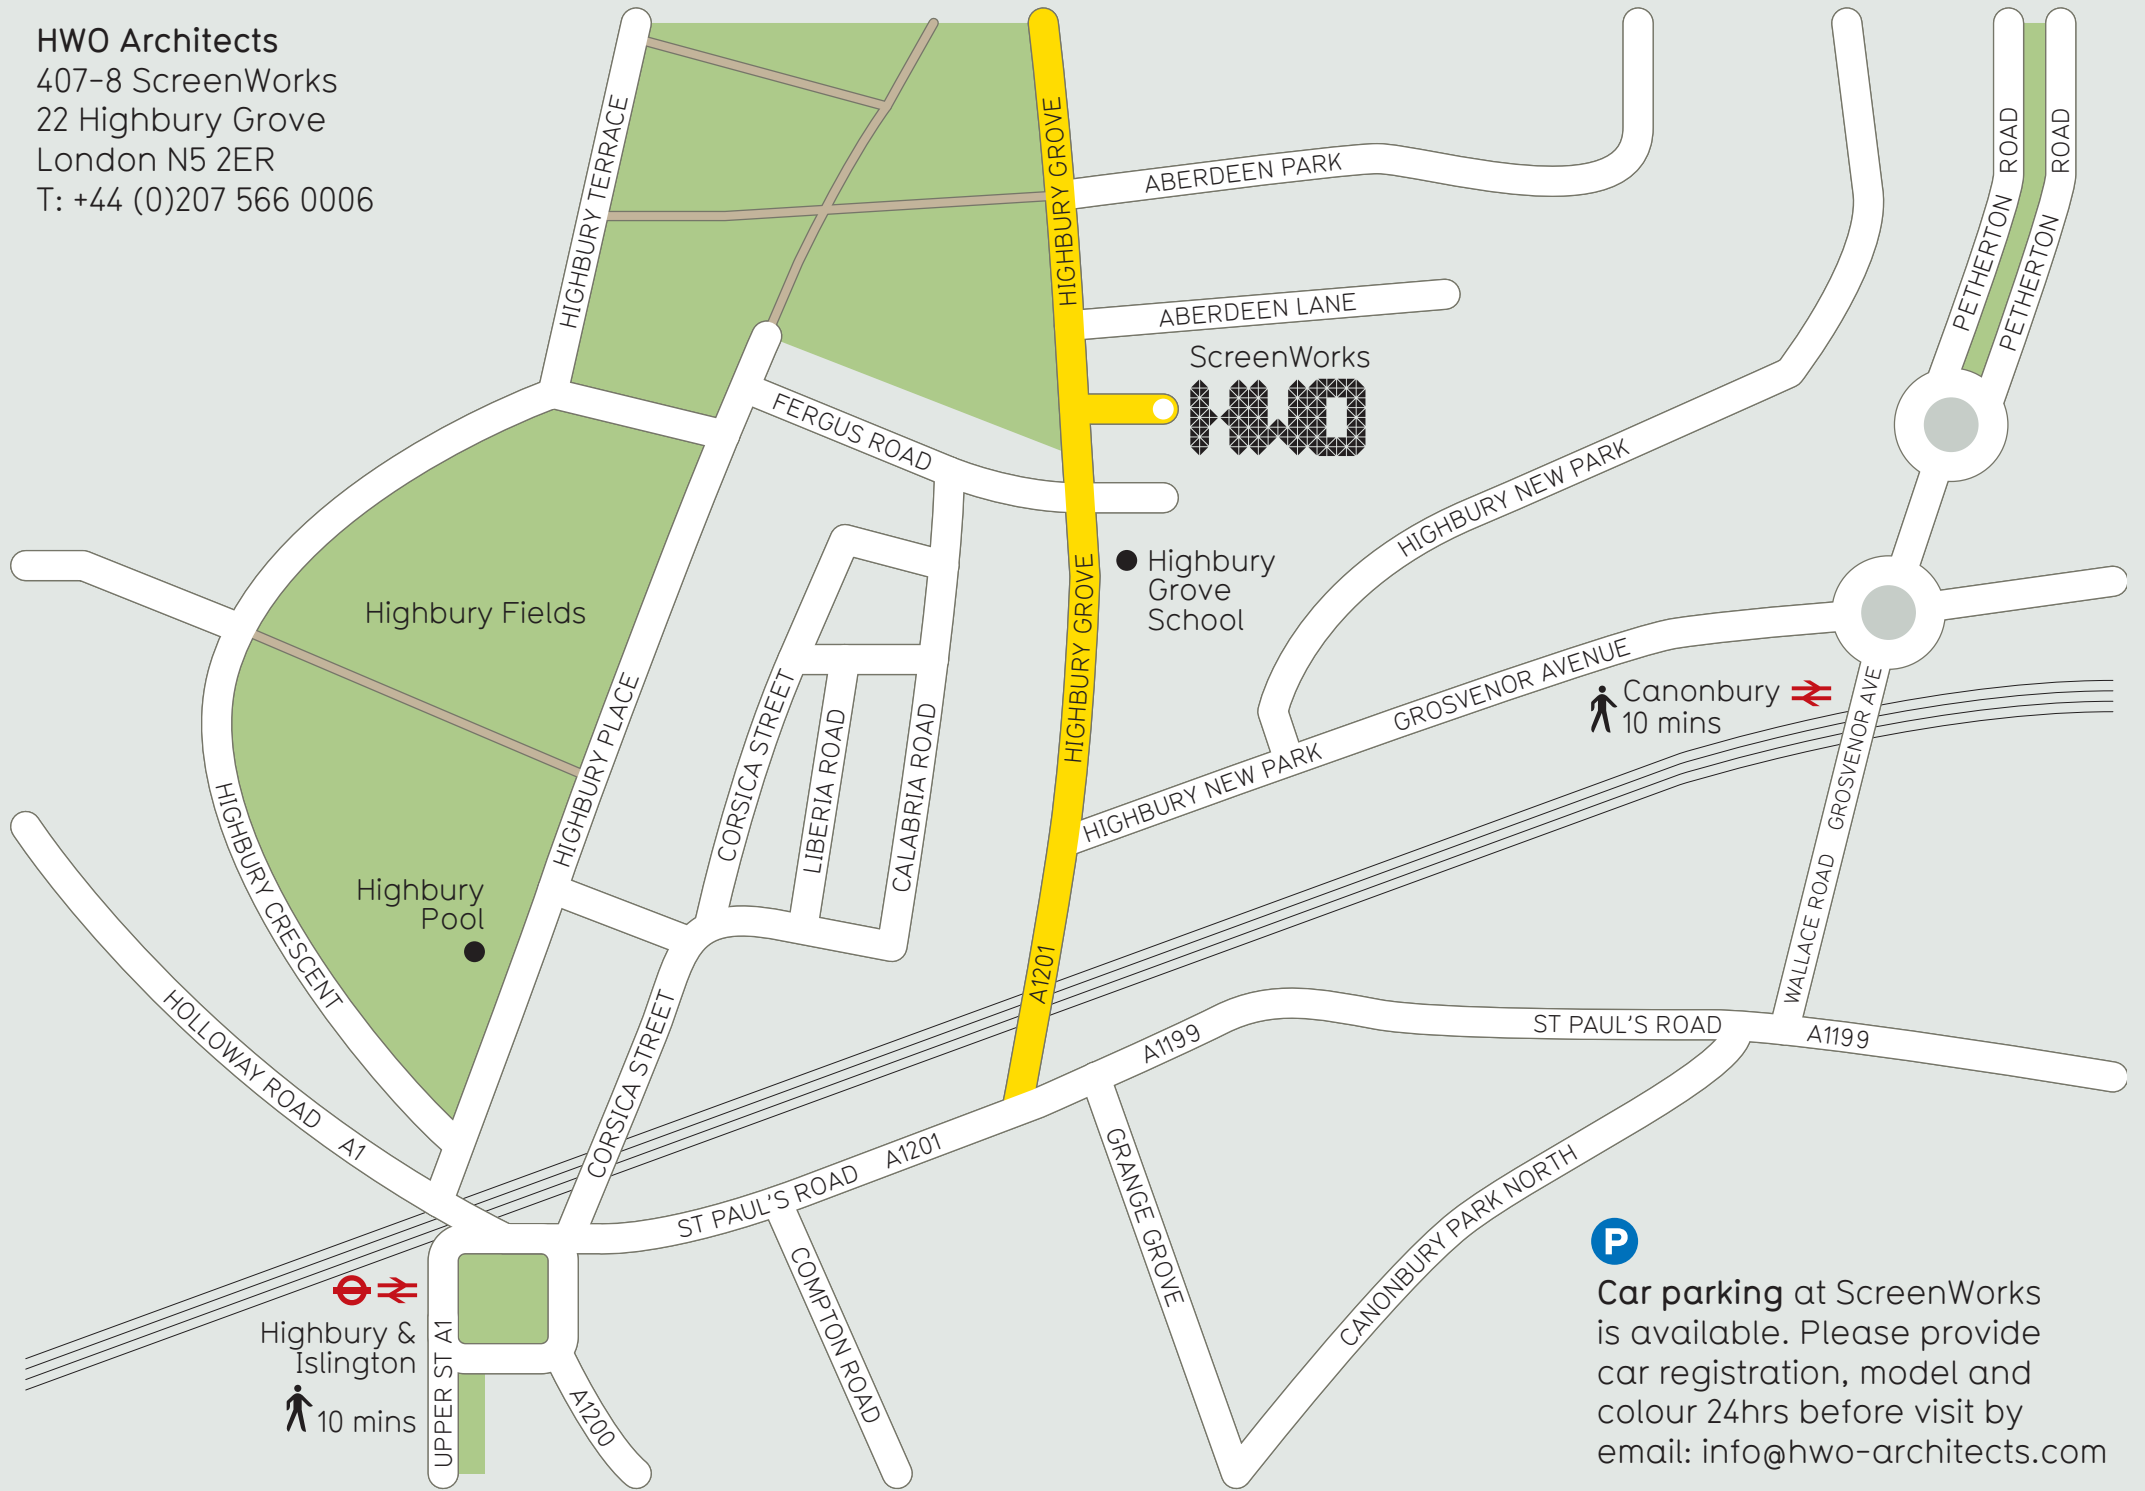 HWO Architects
407-8 ScreenWorks
22 Highbury Grove
London N5 2ER
T: +44 (0)207 566 0006
HIGHBURY TERRACE
HIGHBURY GROVE
HIGHBURY GROVE
ABERDEEN PARK
ABERDEEN LANE
PETHERTON ROAD
PETHERTON ROAD
ScreenWorks
HWO
FERGUS ROAD
HIGHBURY NEW PARK
Highbury Fields
Highbury
Grove
School
HIGHBURY GROVE
HIGHBURY PLACE
CORSICA STREET
LIBERIA ROAD
CALABRIA ROAD
HIGHBURY NEW PARK
GROSVENOR AVENUE
Canonbury
10 mins
GROSVENOR AVE
WALLACE ROAD
HIGHBURY CRESCENT
Highbury
Pool
HOLLOWAY ROAD
A1
CORSICA STREET
A1201
A1199
ST PAUL'S ROAD
A1199
ST PAUL'S ROAD
A1201
GRANGE GROVE
CANONBURY PARK NORTH
COMPTON ROAD
Highbury &
Islington
10 mins
UPPER ST A1
A1200
P
Car parking at ScreenWorks
is available. Please provide
car registration, model and
colour 24hrs before visit by
email: info@hwo-architects.com